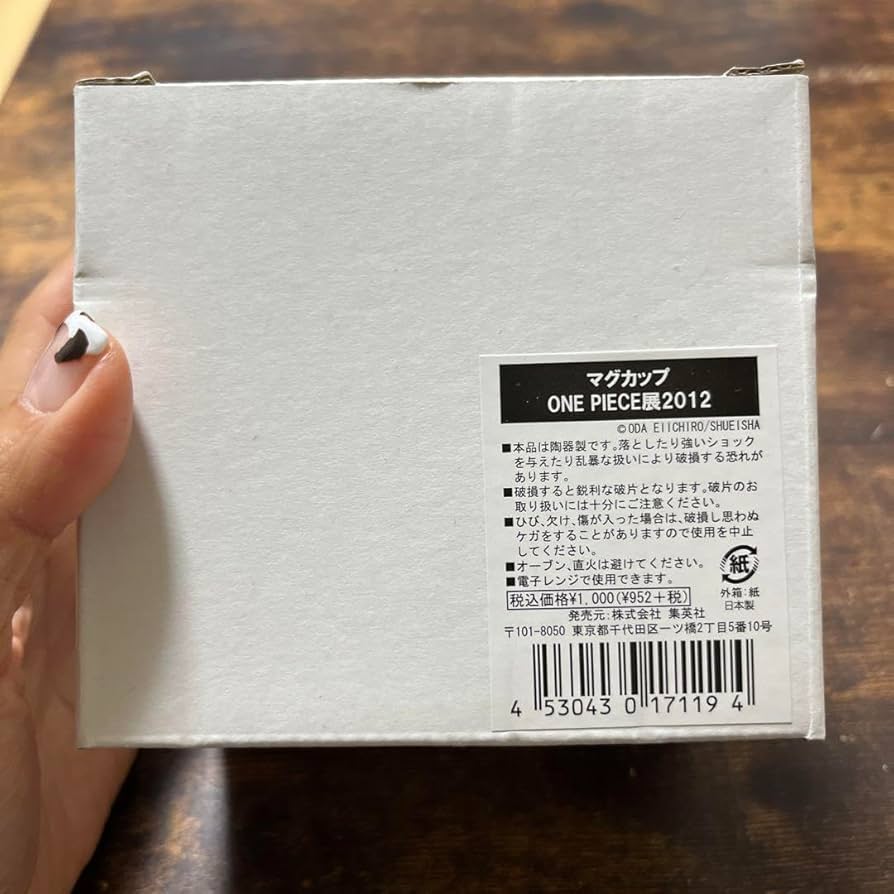 マグカップ
ONE PIECE展2012
©ODA EIICHIRO/SHUEISHA
■本品は陶器製です。落としたり強いショック
を与えたり乱暴な扱いにより破損する恐れが
あります。
■破損すると鋭利な破片となります。破片のお
取り扱いには十分にご注意ください。
■ひび、欠け、傷が入った場合は、破損し思わぬ
ケガをすることがありますので使用を中止
してください。
■オーブン、直火は避けてください。
■電子レンジで使用できます。
紙
外箱：紙
日本製
税込価格¥1,000(¥952+税)
発売元：株式会社 集英社
〒101-8050 東京都千代田区一ツ橋2丁目5番10号
4 53043 0 17119 4